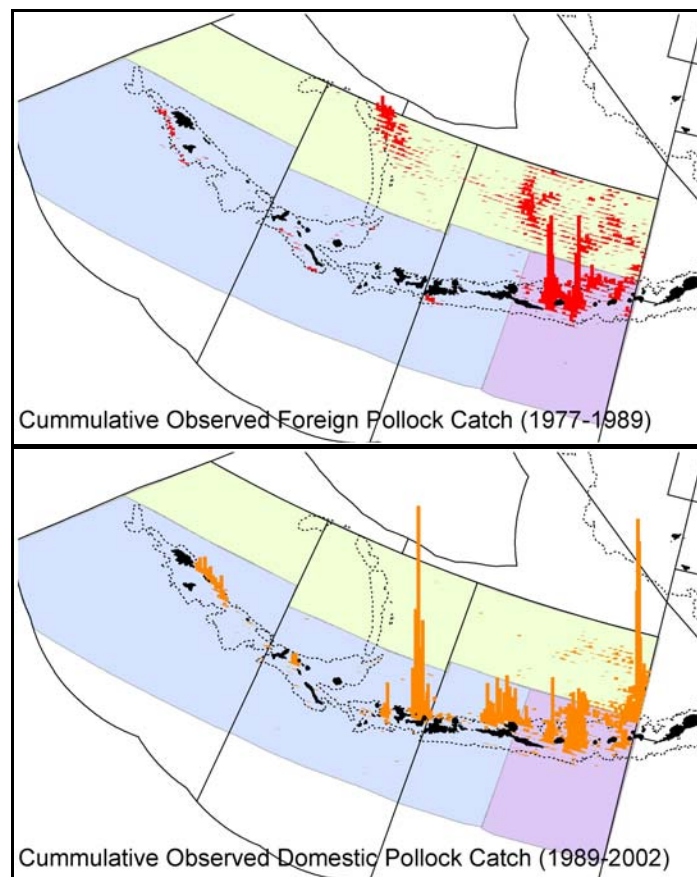 Cummulative Observed Foreign Pollock Catch (1977-1989)
Cummulative Observed Domestic Pollock Catch (1989-2002)